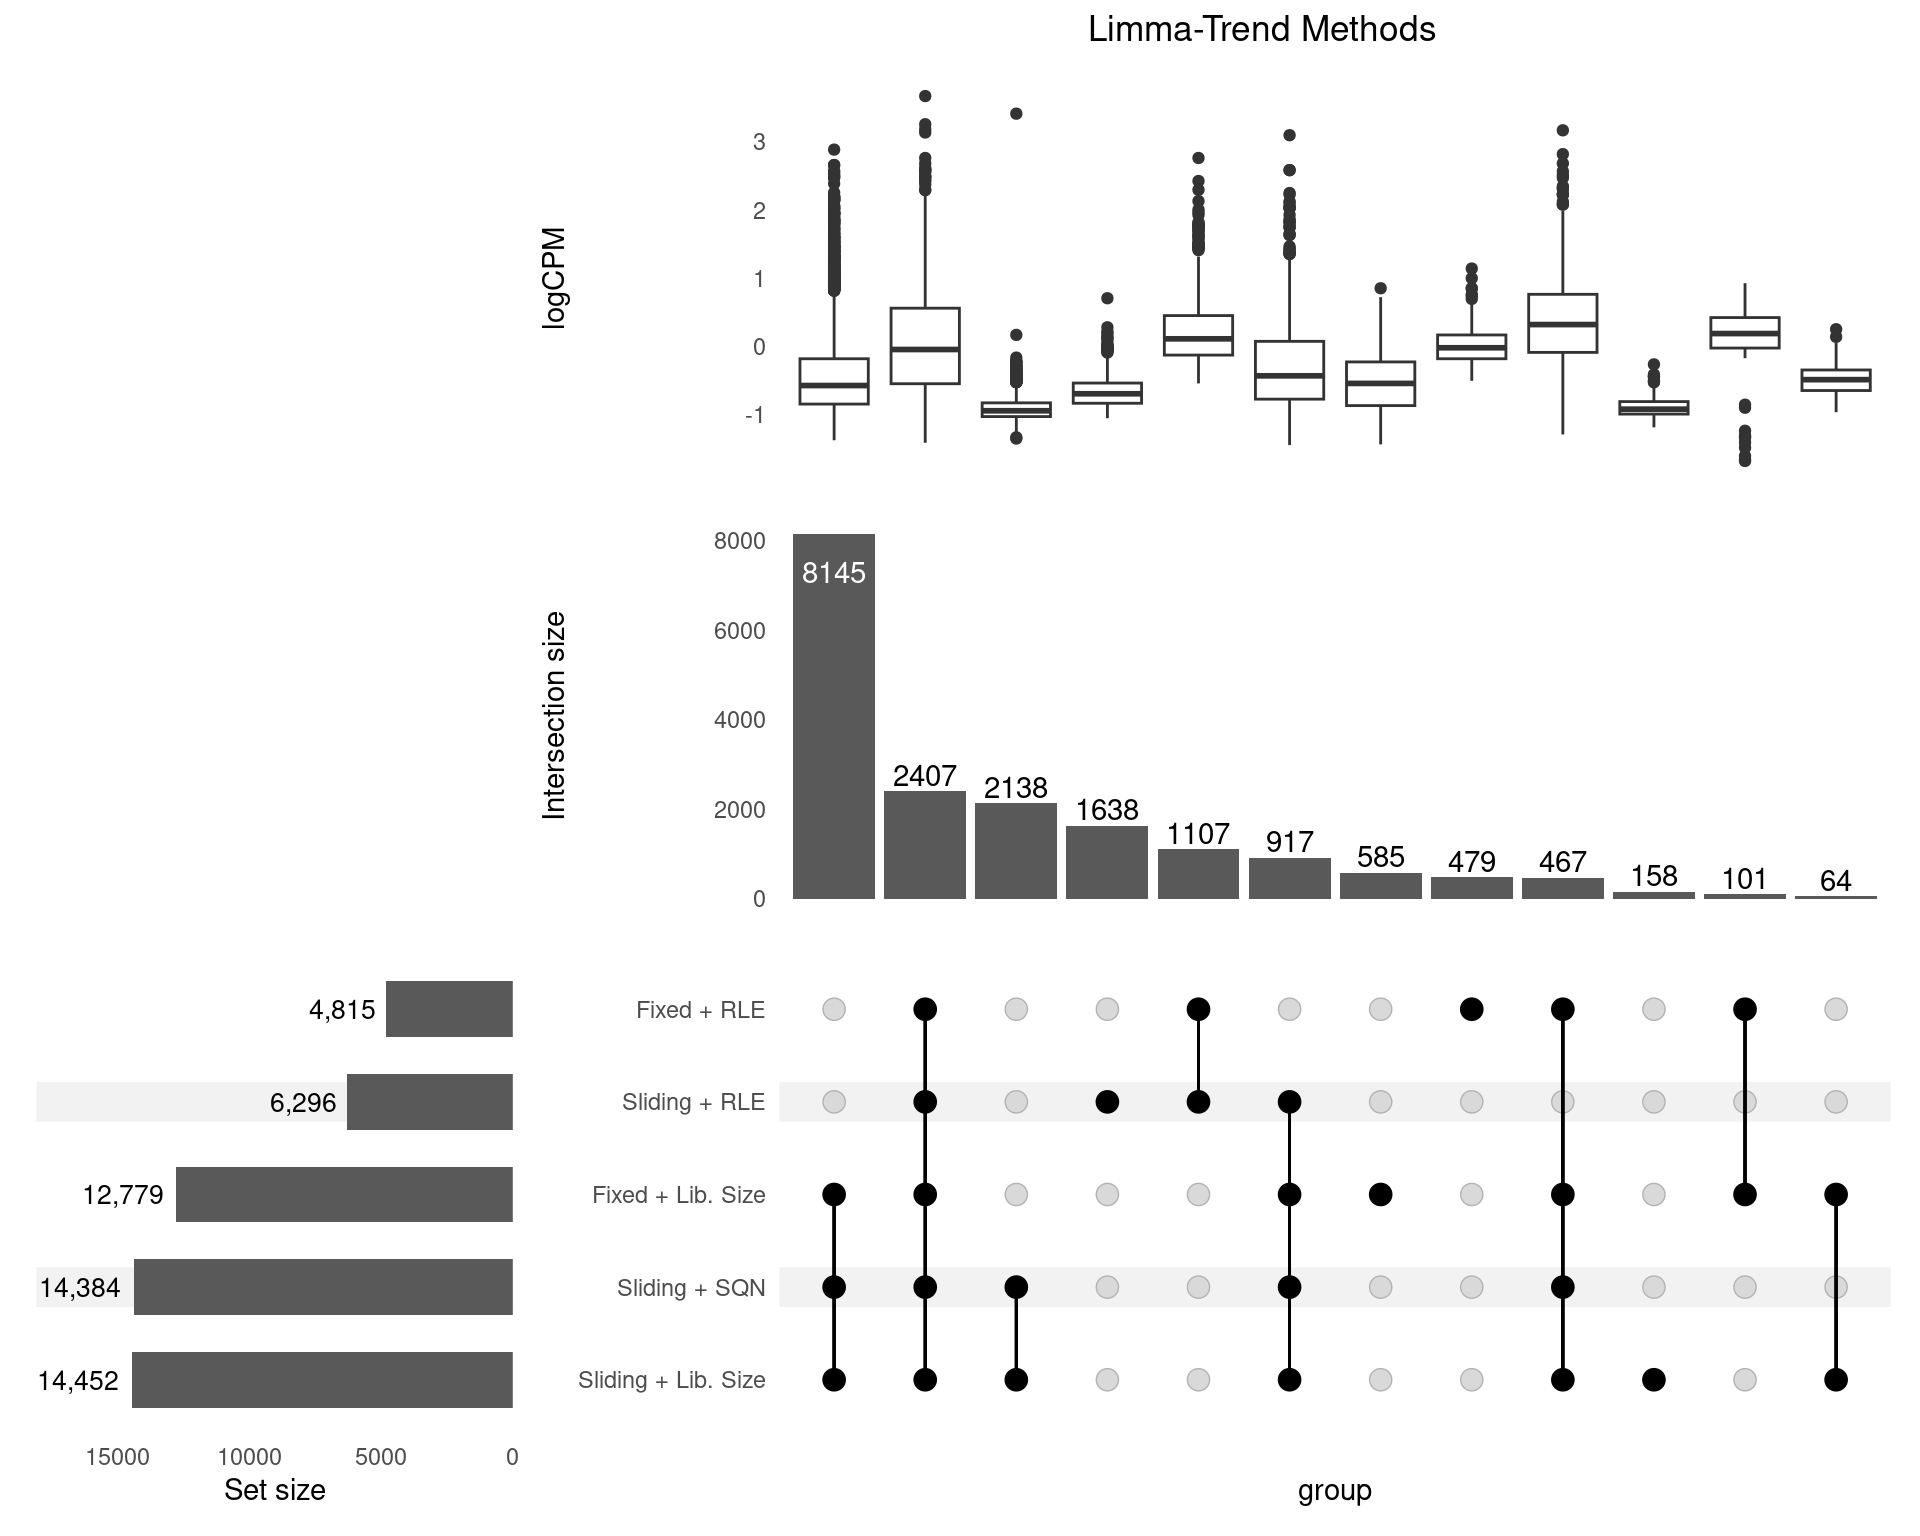 Limma-Trend Methods
logCPM
3
2
1
0
-1
Intersection size
8000
6000
4000
2000
0
8145
2407
2138
1638
1107
917
585
479
467
158
101
64
4,815
Fixed + RLE
6,296
Sliding + RLE
12,779
Fixed + Lib. Size
14,384
Sliding + SQN
14,452
Sliding + Lib. Size
15000 10000 5000 0
Set size
group